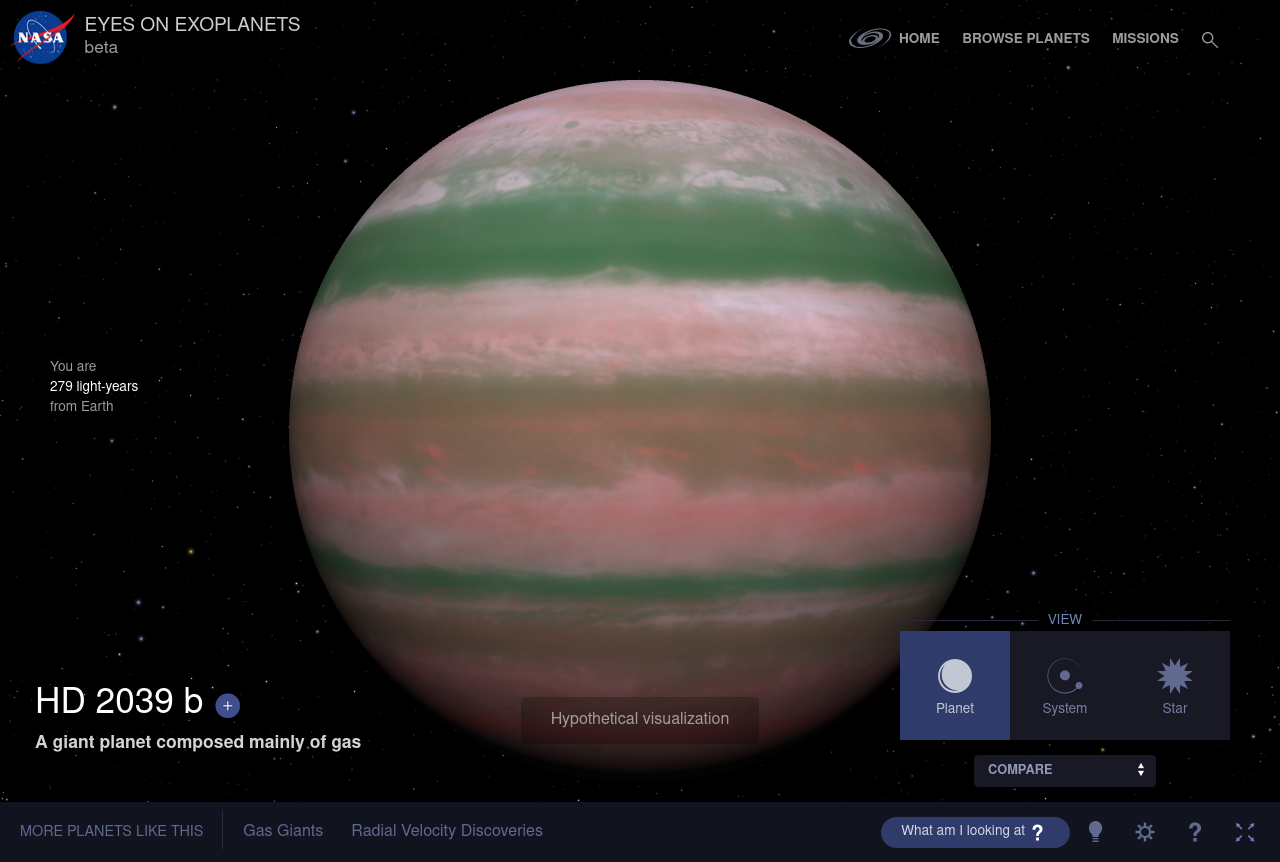 NASA
EYES ON EXOPLANETS
beta
HOME
BROWSE PLANETS
MISSIONS
You are
279 light-years
from Earth
HD 2039 b +
A giant planet composed mainly of gas
Hypothetical visualization
VIEW
Planet
System
Star
COMPARE
MORE PLANETS LIKE THIS
Gas Giants
Radial Velocity Discoveries
What am I looking at ?
?